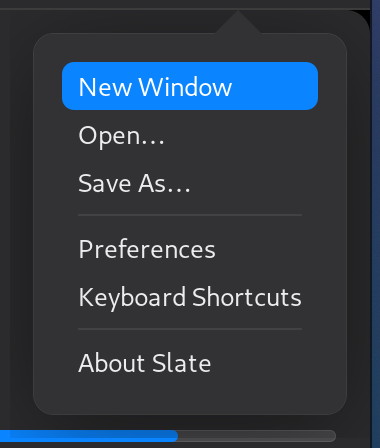 New Window
Open…
Save As…
Preferences
Keyboard Shortcuts
About Slate